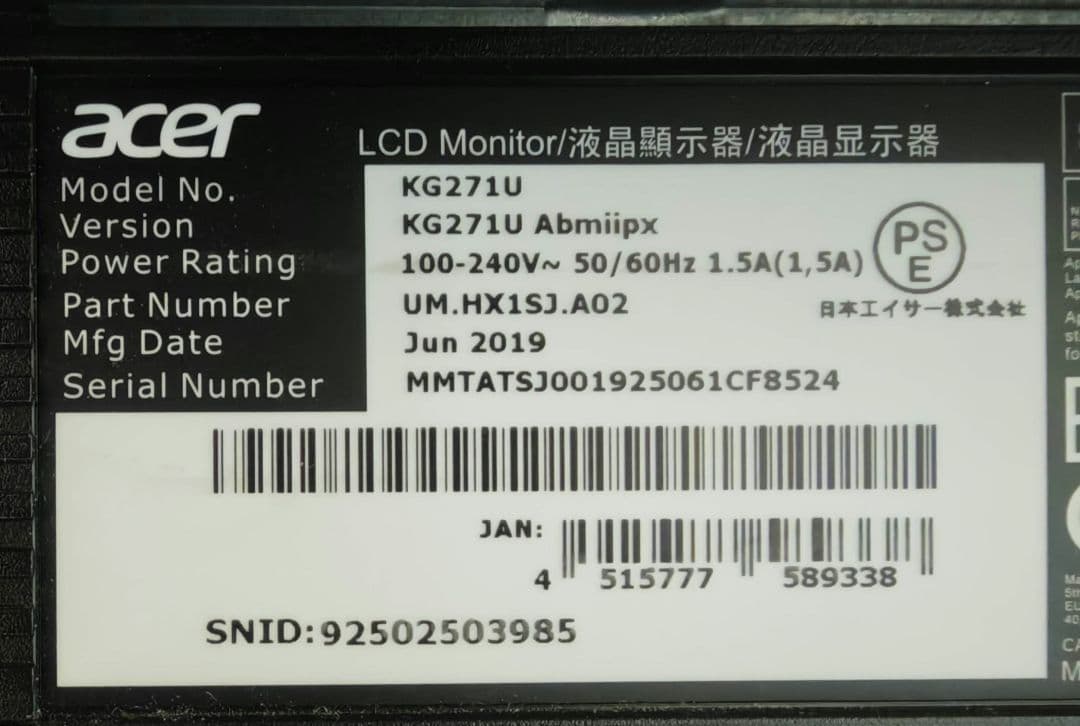 acer
LCD Monitor/液晶顯示器/液晶显示器
Model No. KG271U
Version KG271U Abmiipx
Power Rating 100-240V~ 50/60Hz 1.5A(1,5A)
PS
E
Part Number UM.HX1SJ.A02
日本エイサー株式会社
Mfg Date Jun 2019
Serial Number MMTATSJ001925061CF8524
JAN:
4 515777 589338
SNID:92502503985